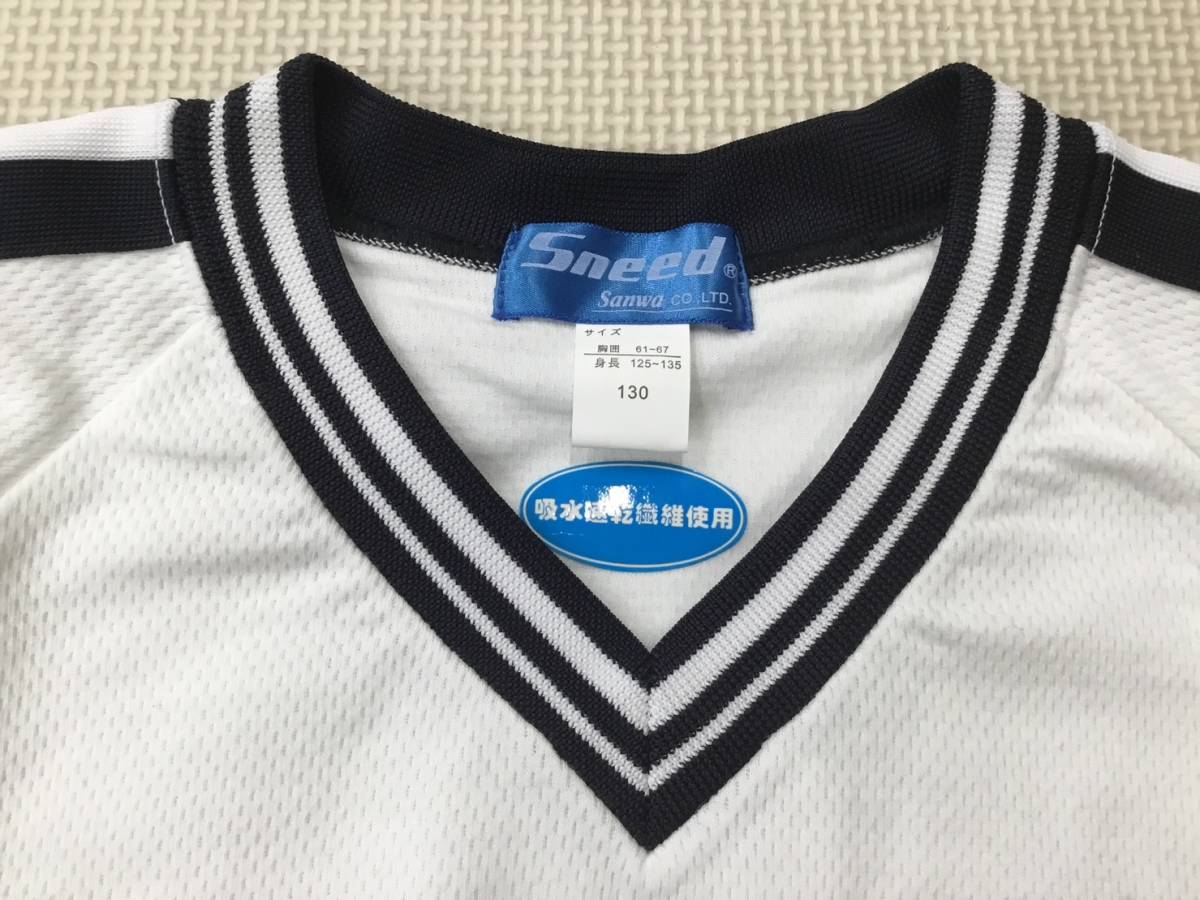 Sneed®
Sanwa CO.,LTD.
サイズ
胸囲 61~67
身長 125~135
130
吸水速乾繊維使用